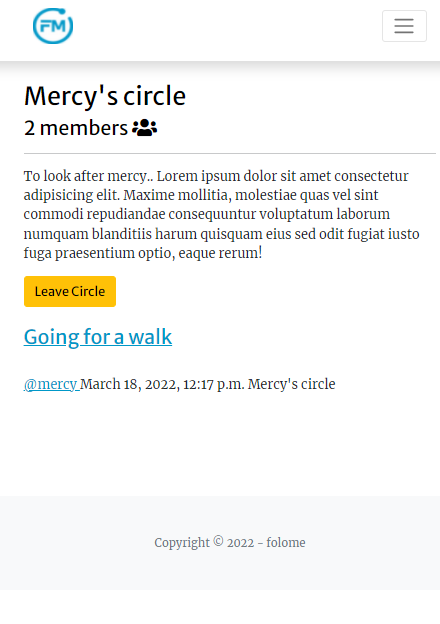 FM
Mercy's circle
2 members
To look after mercy.. Lorem ipsum dolor sit amet consectetur
adipisicing elit. Maxime mollitia, molestiae quas vel sint
commodi repudiandae consequuntur voluptatum laborum
numquam blanditiis harum quisquam eius sed odit fugiat iusto
fuga praesentium optio, eaque rerum!
Leave Circle
Going for a walk
@mercy March 18, 2022, 12:17 p.m. Mercy's circle
Copyright © 2022 - folome